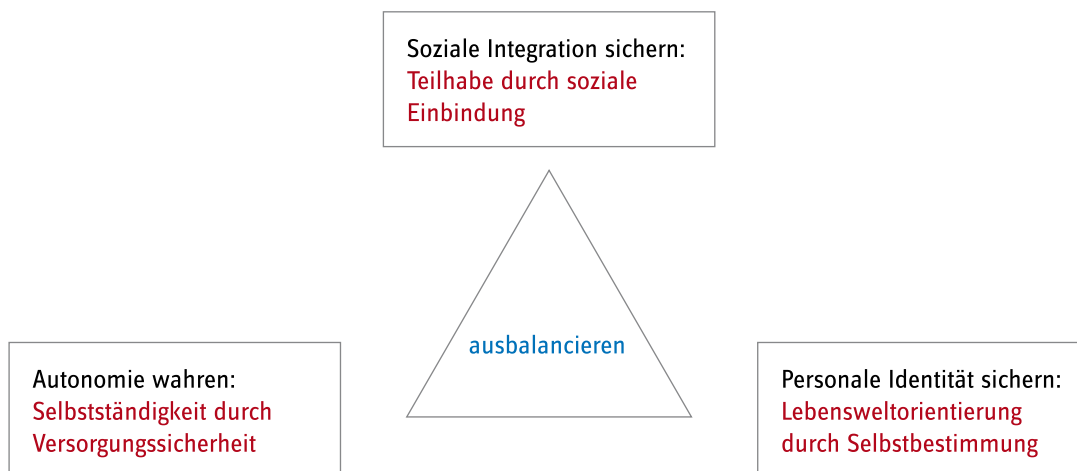 Soziale Integration sichern:
Teilhabe durch soziale
Einbindung
ausbalancieren
Autonomie wahren:
Selbstständigkeit durch
Versorgungssicherheit
Personale Identität sichern:
Lebensweltorientierung
durch Selbstbestimmung